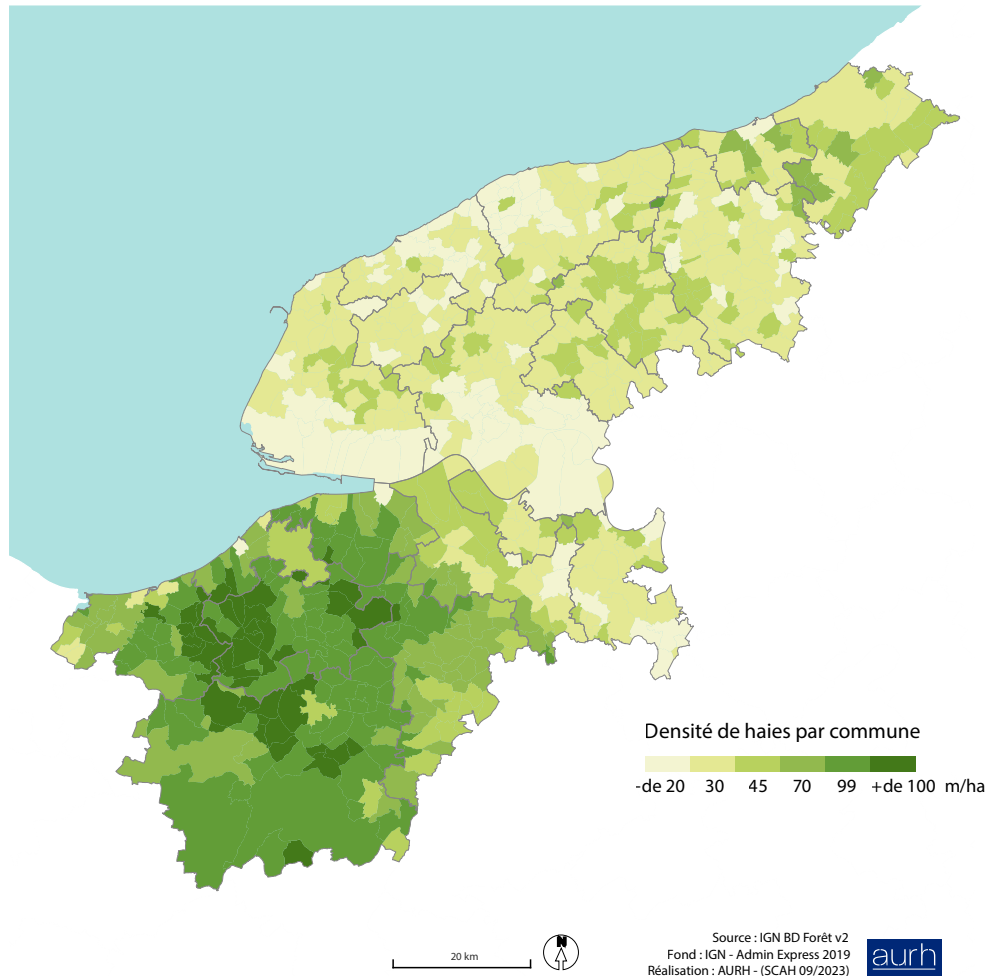 Densité de haies par commune
-de 20 30 45 70 99 +de 100 m/ha
20 km
N
Source : IGN BD Forêt v2
Fond : IGN - Admin Express 2019
Réalisation : AURH - (SCAH 09/2023)
aurh